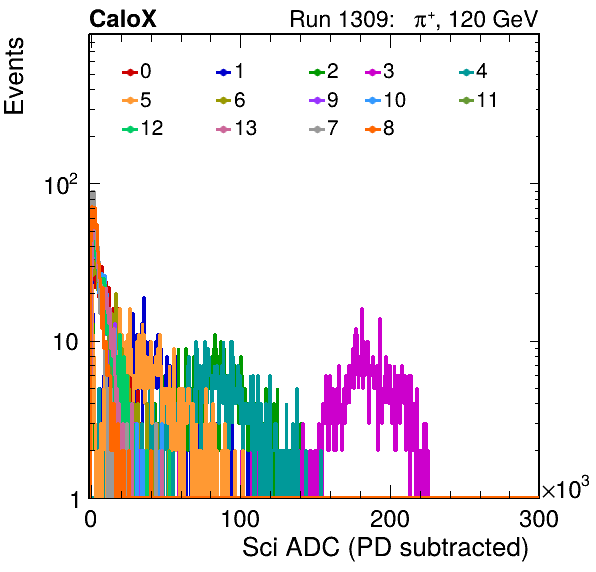 CaloX Run 1309: π⁺, 120 GeV
Events
0 1 2 3 4
5 6 9 10 11
12 13 7 8
10²
10
1
0 100 200 300
×10³
Sci ADC (PD subtracted)